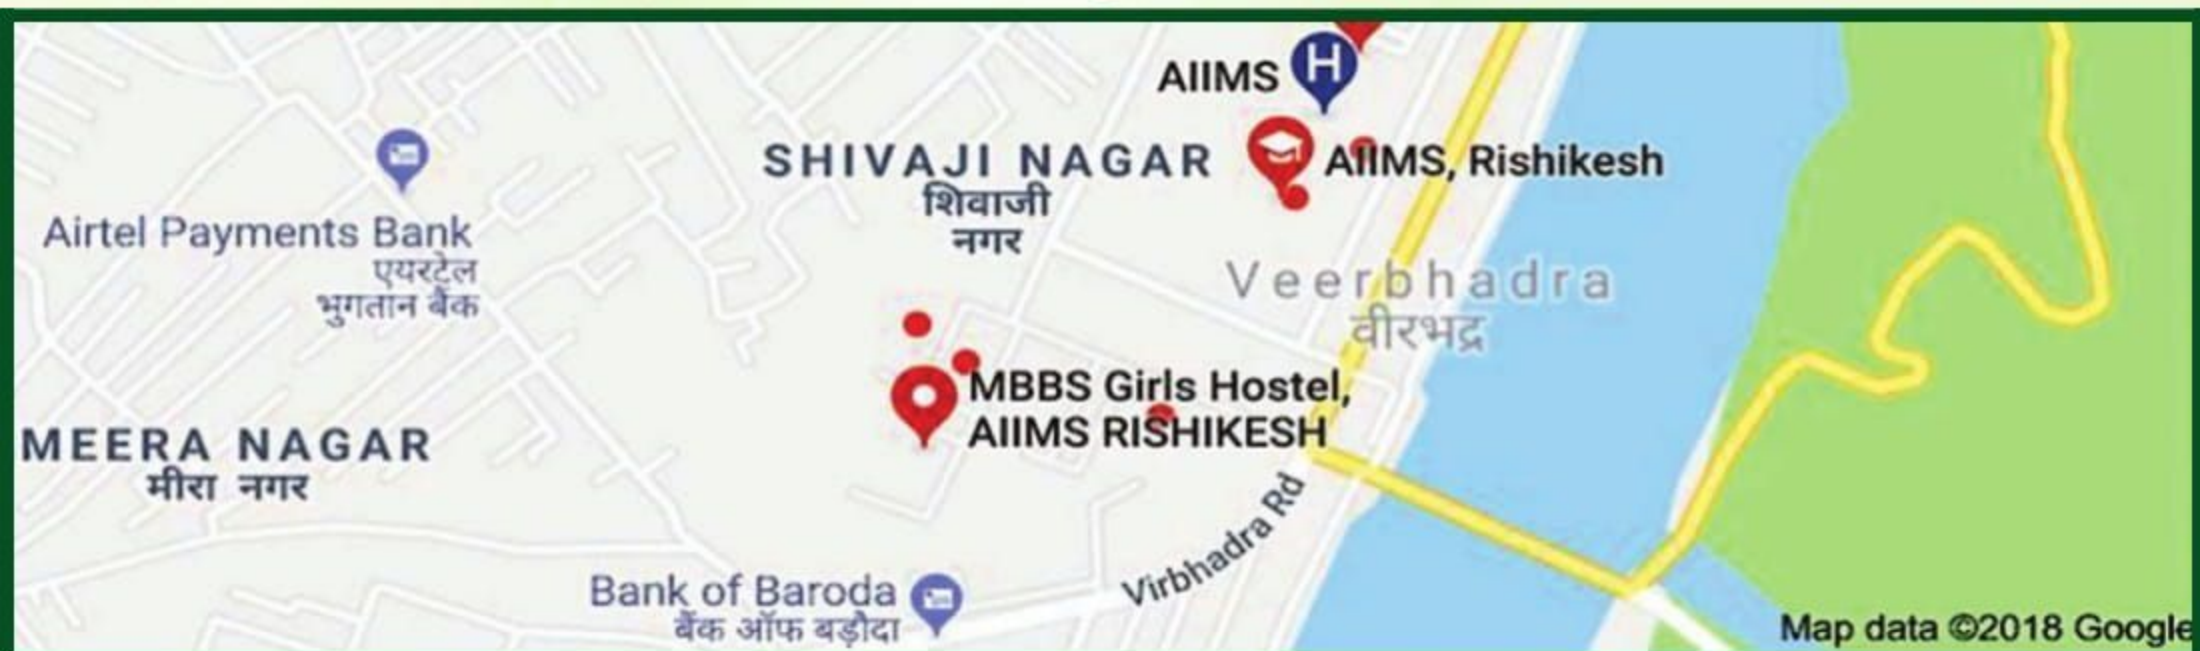 AIIMS
H
AIIMS, Rishikesh
SHIVAJI NAGAR
शिवाजी
नगर
Airtel Payments Bank
एयरटेल
भुगतान बैंक
Veerbhadra
वीरभद्र
MBBS Girls Hostel,
AIIMS RISHIKESH
MEERA NAGAR
मीरा नगर
Virbhadra Rd
Bank of Baroda
बैंक ऑफ बड़ौदा
Map data ©2018 Google